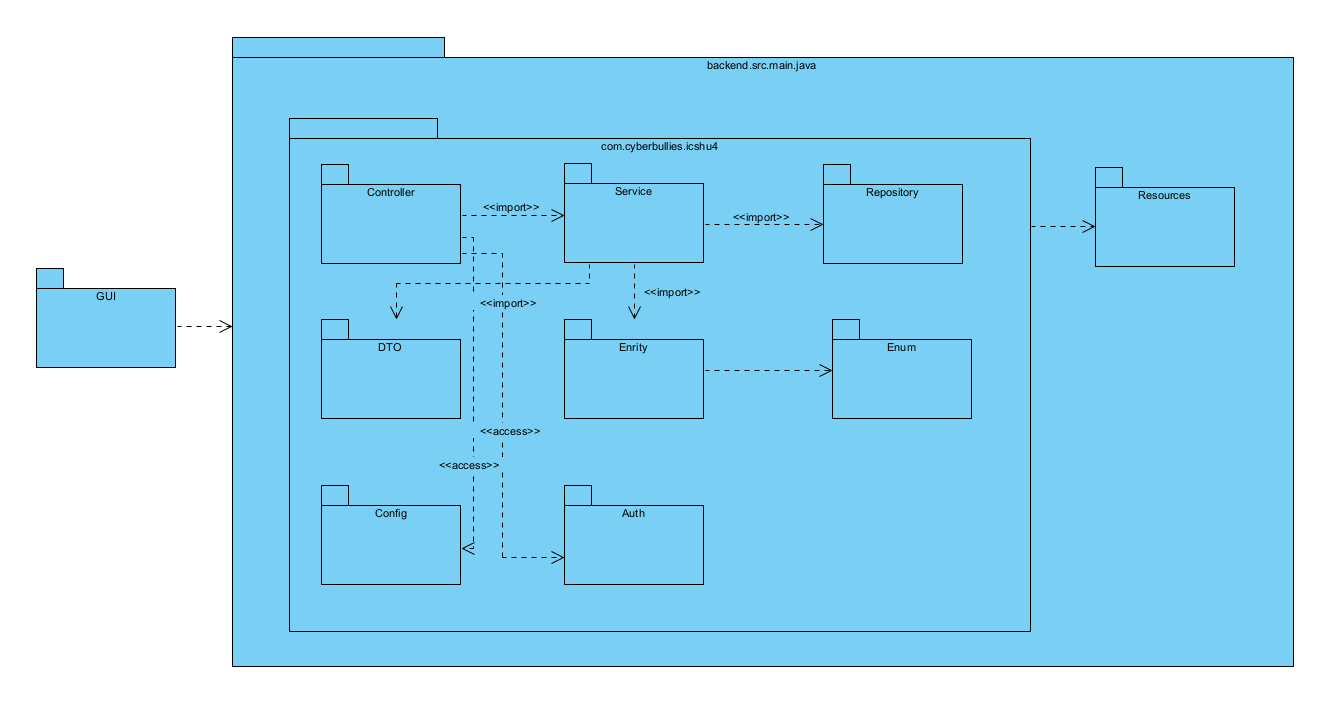 backend.src.main.java
com.cyberbullies.icshu4
Controller
<<import>>
Service
<<import>>
Repository
Resources
GUI
<<import>>
<<import>>
DTO
Enrity
Enum
<<access>>
<<access>>
Config
Auth